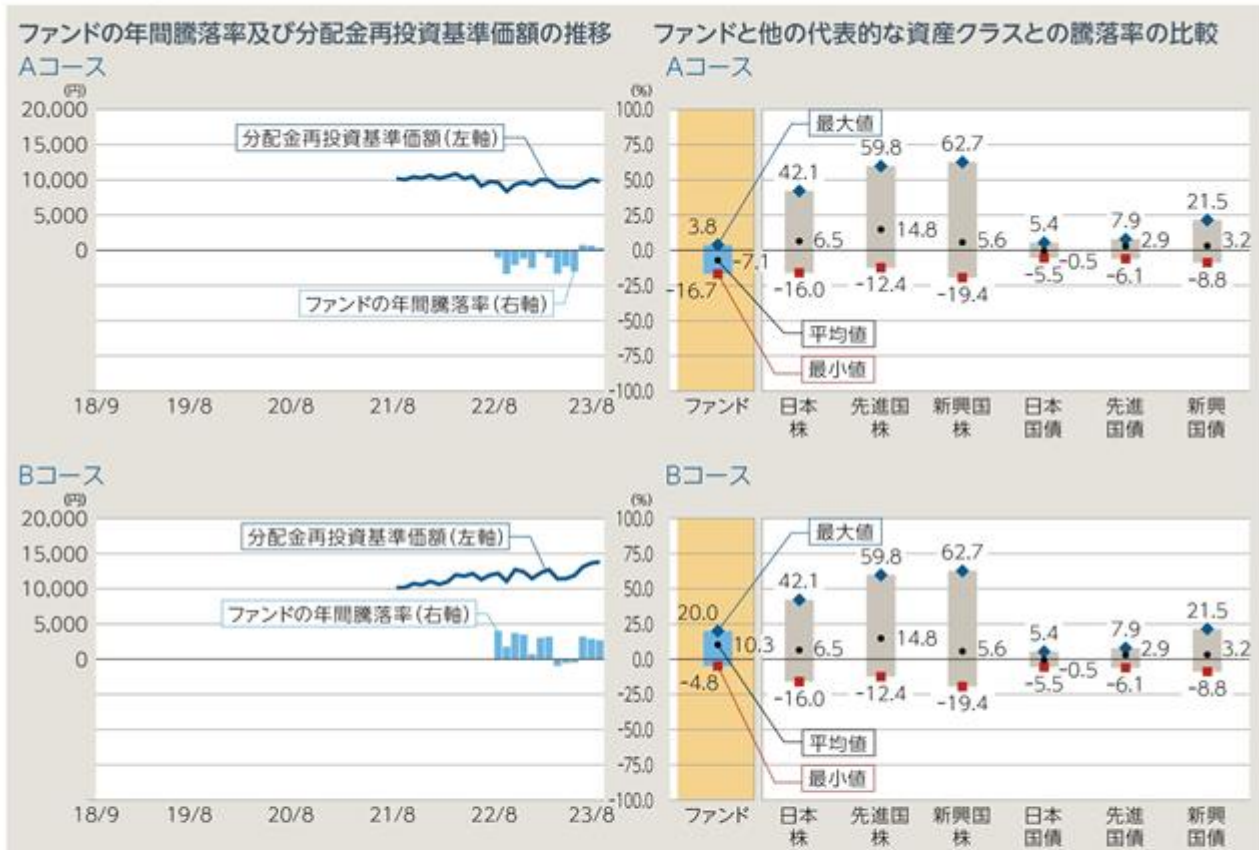 ファンドの年間騰落率及び分配金再投資基準価額の推移
Aコース
(円)
20,000
15,000
10,000
5,000
0
分配金再投資基準価額(左軸)
ファンドの年間騰落率(右軸)
18/9 19/8 20/8 21/8 22/8 23/8
ファンドと他の代表的な資産クラスとの騰落率の比較
Aコース
(%)
100.0
75.0
50.0
25.0
0.0
-25.0
-50.0
-75.0
-100.0
最大値
平均値
最小値
3.8 42.1 59.8 62.7 5.4 7.9 21.5
-7.1 6.5 14.8 5.6 -0.5 2.9 3.2
-16.7 -16.0 -12.4 -19.4 -5.5 -6.1 -8.8
ファンド 日本 先進国 新興国 日本 先進 新興
株 株 株 国債 国債 国債
Bコース
(円)
20,000
15,000
10,000
5,000
0
分配金再投資基準価額(左軸)
ファンドの年間騰落率(右軸)
18/9 19/8 20/8 21/8 22/8 23/8
Bコース
(%)
100.0
75.0
50.0
25.0
0.0
-25.0
-50.0
-75.0
-100.0
最大値
平均値
最小値
20.0 42.1 59.8 62.7 5.4 7.9 21.5
10.3 6.5 14.8 5.6 -0.5 2.9 3.2
-4.8 -16.0 -12.4 -19.4 -5.5 -6.1 -8.8
ファンド 日本 先進国 新興国 日本 先進 新興
株 株 株 国債 国債 国債